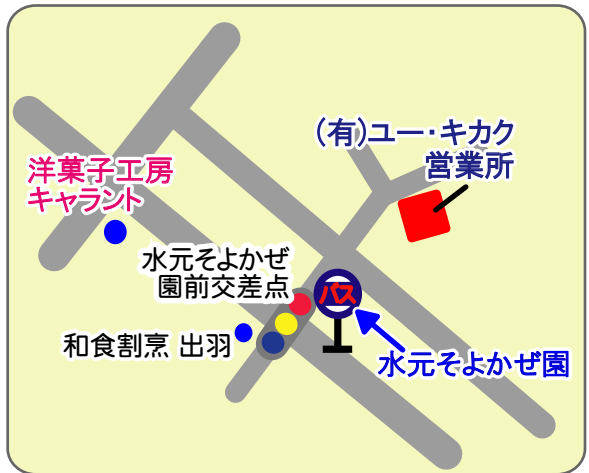 (有)ユー・キカク
営業所
洋菓子工房
キャラント
水元そよかぜ
園前交差点
バス
和食割烹 出羽
水元そよかぜ園